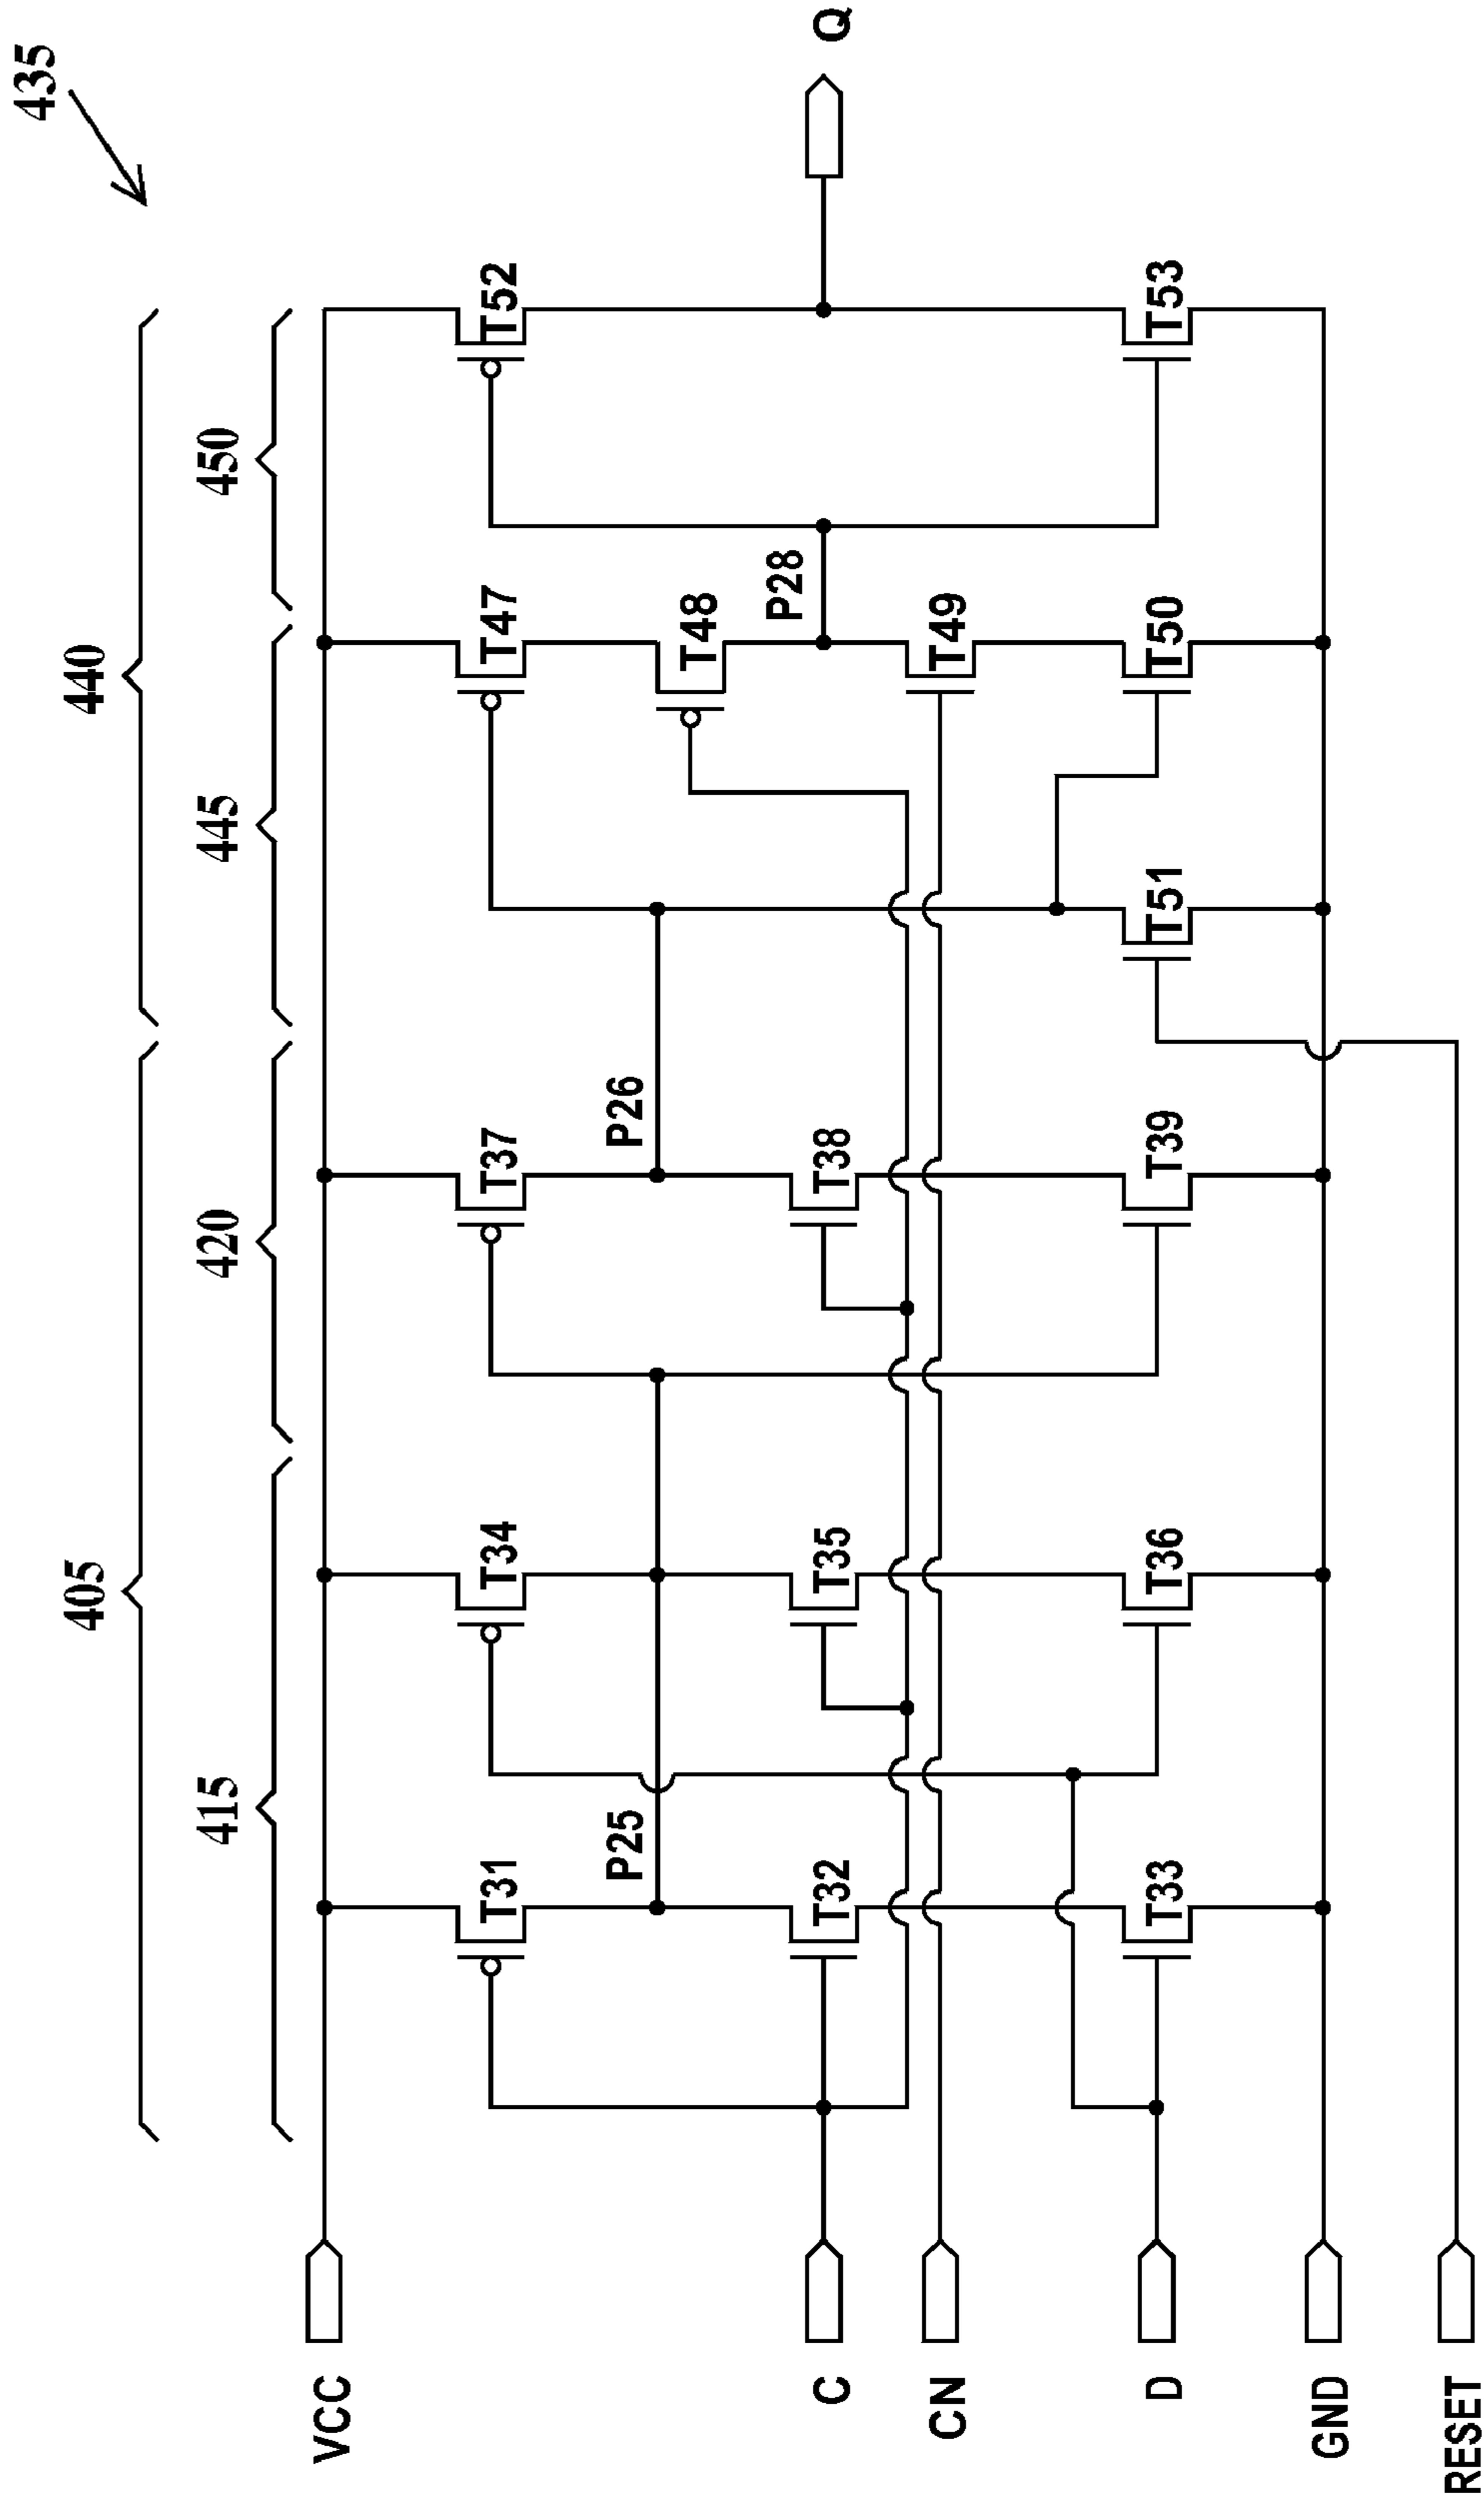 435
440
405
450
445
420
415
VCC
T31
T34
T37
T47
T52
P25
P26
T48
P28
C
T32
T35
T38
Q
CN
T49
D
T33
T36
T39
T51
T50
T53
GND
RESET